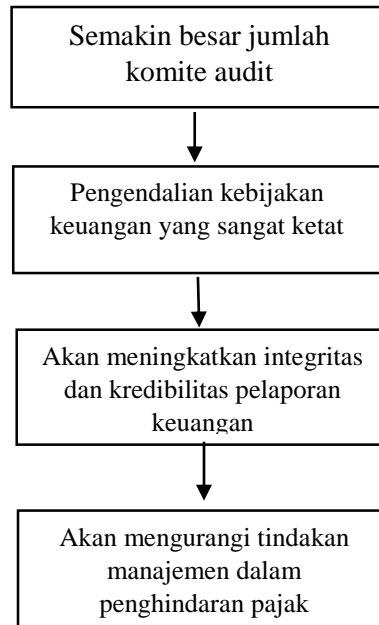 Semakin besar jumlah
komite audit
Pengendalian kebijakan
keuangan yang sangat ketat
Akan meningkatkan integritas
dan kredibilitas pelaporan
keuangan
Akan mengurangi tindakan
manajemen dalam
penghindaran pajak